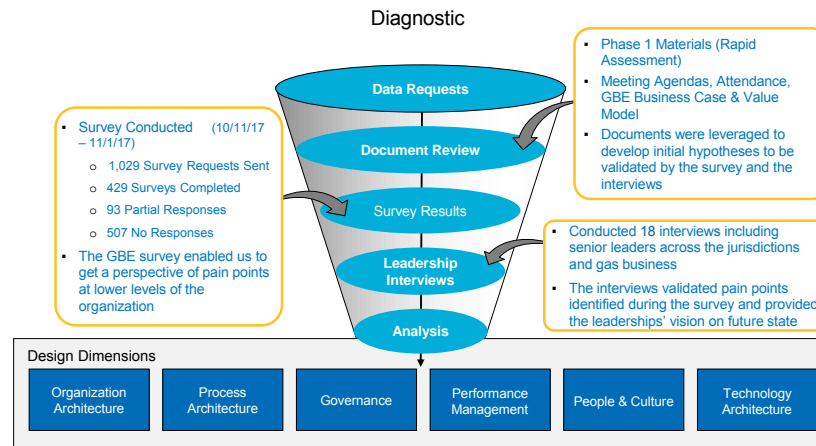 Diagnostic
▪ Phase 1 Materials (Rapid
Assessment)
▪ Meeting Agendas, Attendance,
GBE Business Case & Value
Model
▪ Documents were leveraged to
develop initial hypotheses to be
validated by the survey and the
interviews
Data Requests
Document Review
Survey Results
Leadership
Interviews
Analysis
▪ Survey Conducted (10/11/17
– 11/1/17)
o 1,029 Survey Requests Sent
o 429 Surveys Completed
o 93 Partial Responses
o 507 No Responses
▪ The GBE survey enabled us to
get a perspective of pain points
at lower levels of the
organization
▪ Conducted 18 interviews including
senior leaders across the jurisdictions
and gas business
▪ The interviews validated pain points
identified during the survey and provided
the leaderships' vision on future state
Design Dimensions
Organization
Architecture
Process
Architecture
Governance
Performance
Management
People & Culture
Technology
Architecture